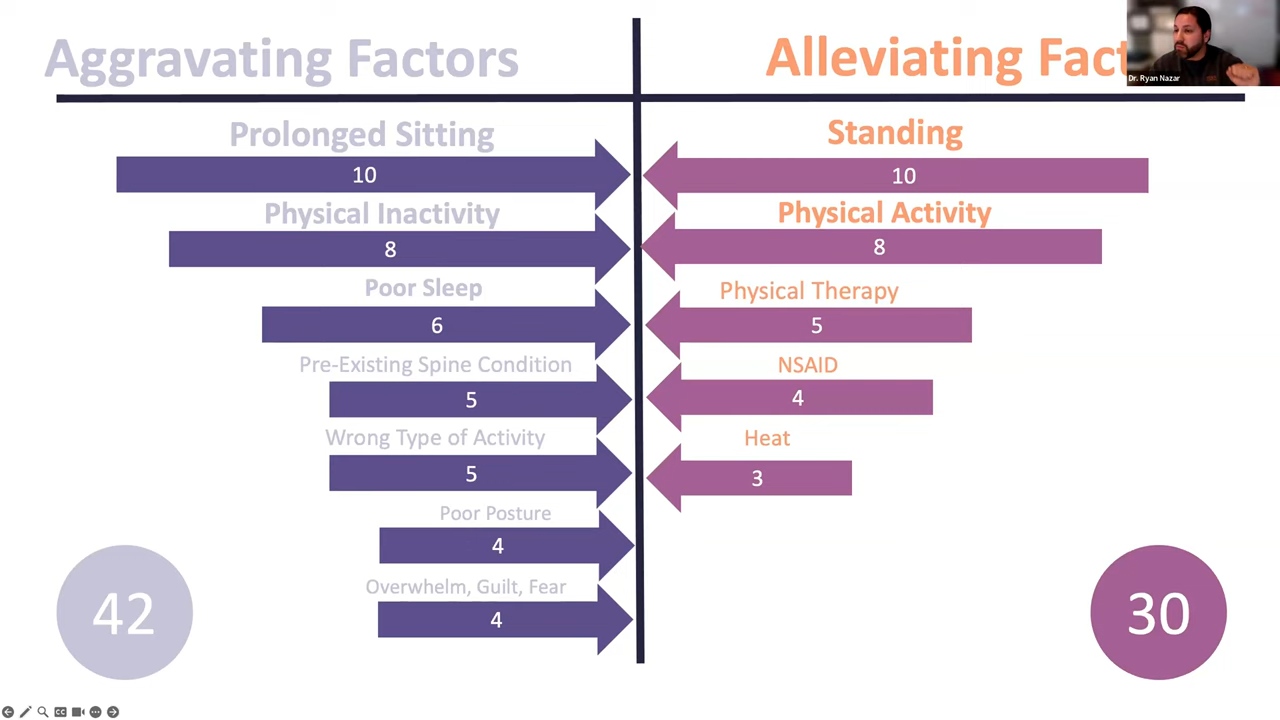 Aggravating Factors
Prolonged Sitting
10
Physical Inactivity
8
Poor Sleep
6
Pre-Existing Spine Condition
5
Wrong Type of Activity
5
Poor Posture
4
Overwhelm, Guilt, Fear
4
42
Alleviating Fact
Dr. Ryan Nazar
Standing
10
Physical Activity
8
Physical Therapy
5
NSAID
4
Heat
3
30
CC